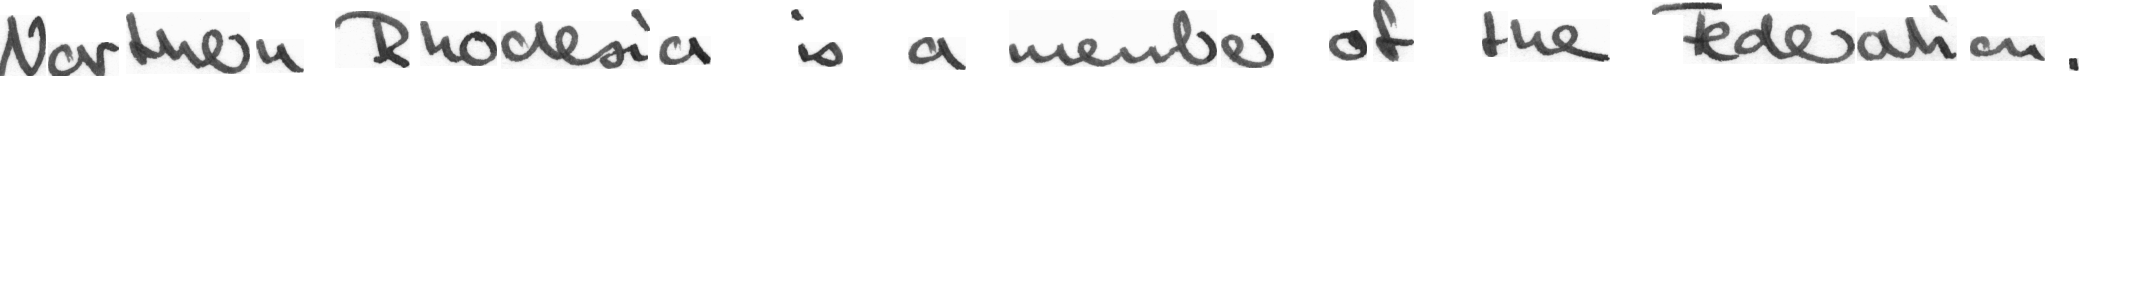 Northern Rhodesia is a member of the Federation.